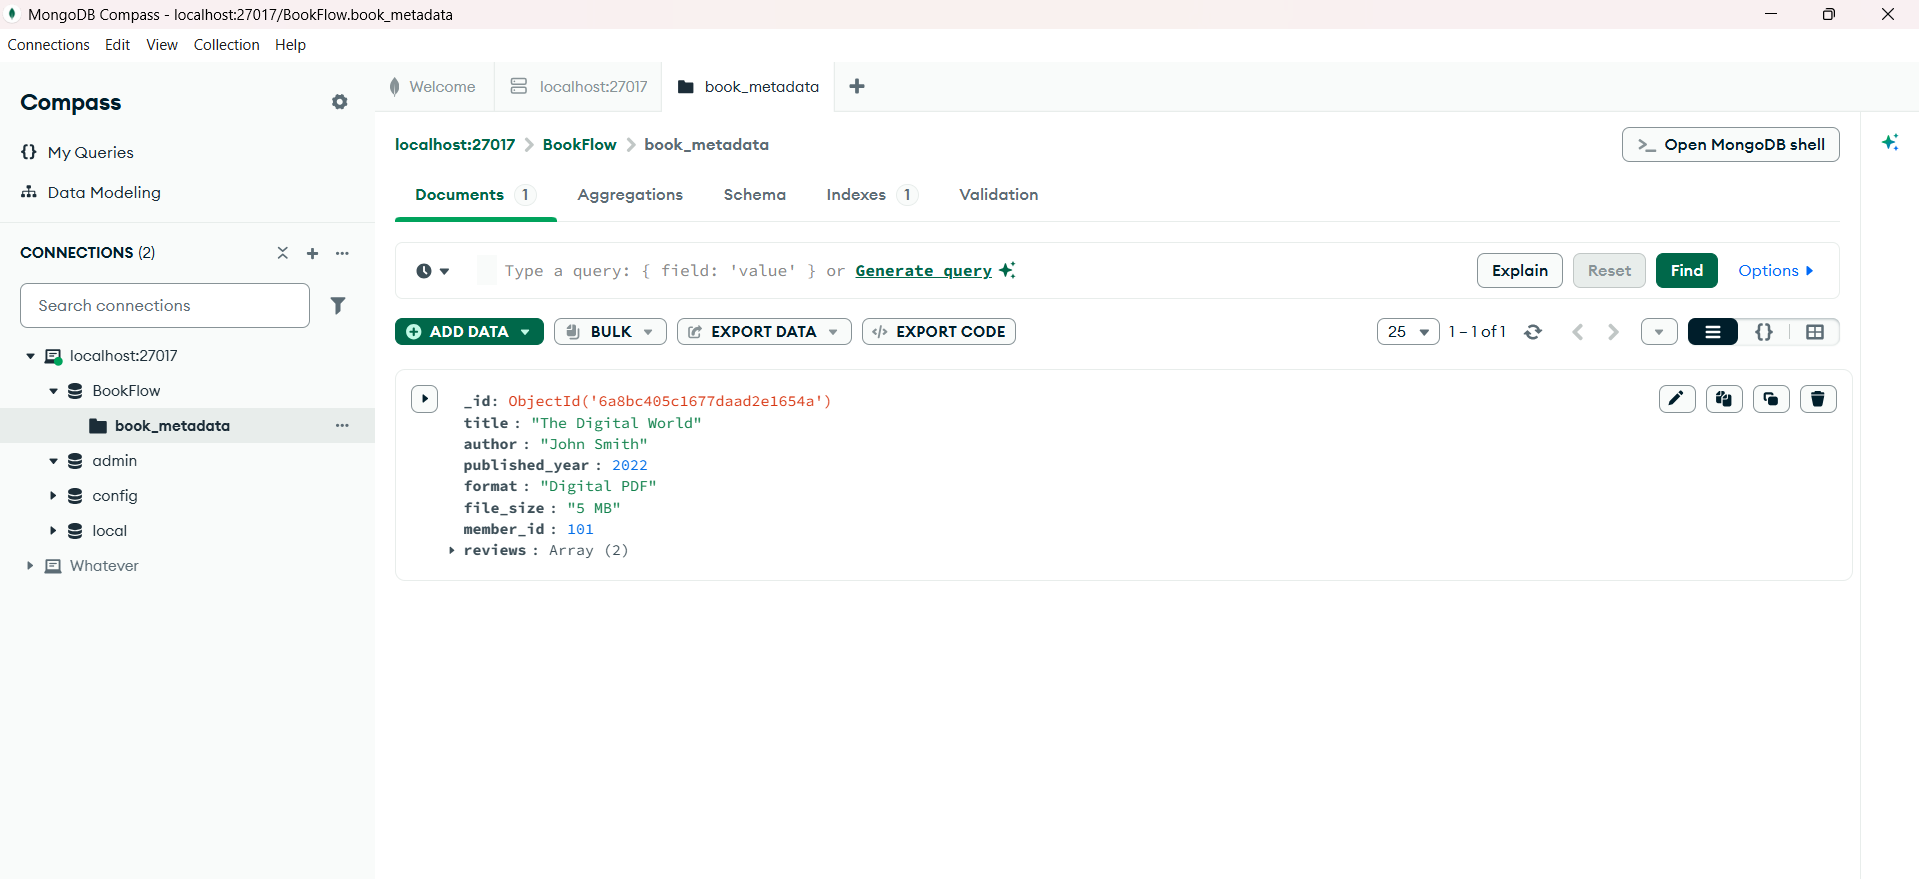 MongoDB Compass - localhost:27017/BookFlow.book_metadata
Connections Edit View Collection Help
Compass
My Queries
Data Modeling
CONNECTIONS (2)
Search connections
localhost:27017
BookFlow
book_metadata
admin
config
local
Whatever
Welcome localhost:27017 book_metadata
localhost:27017 > BookFlow > book_metadata
Open MongoDB shell
Documents 1 Aggregations Schema Indexes 1 Validation
Type a query: { field: 'value' } or Generate query
Explain Reset Find Options
ADD DATA BULK EXPORT DATA EXPORT CODE
25 1 – 1 of 1
_id: ObjectId('6a8bc405c1677daad2e1654a')
title : "The Digital World"
author : "John Smith"
published_year : 2022
format : "Digital PDF"
file_size : "5 MB"
member_id : 101
reviews : Array (2)